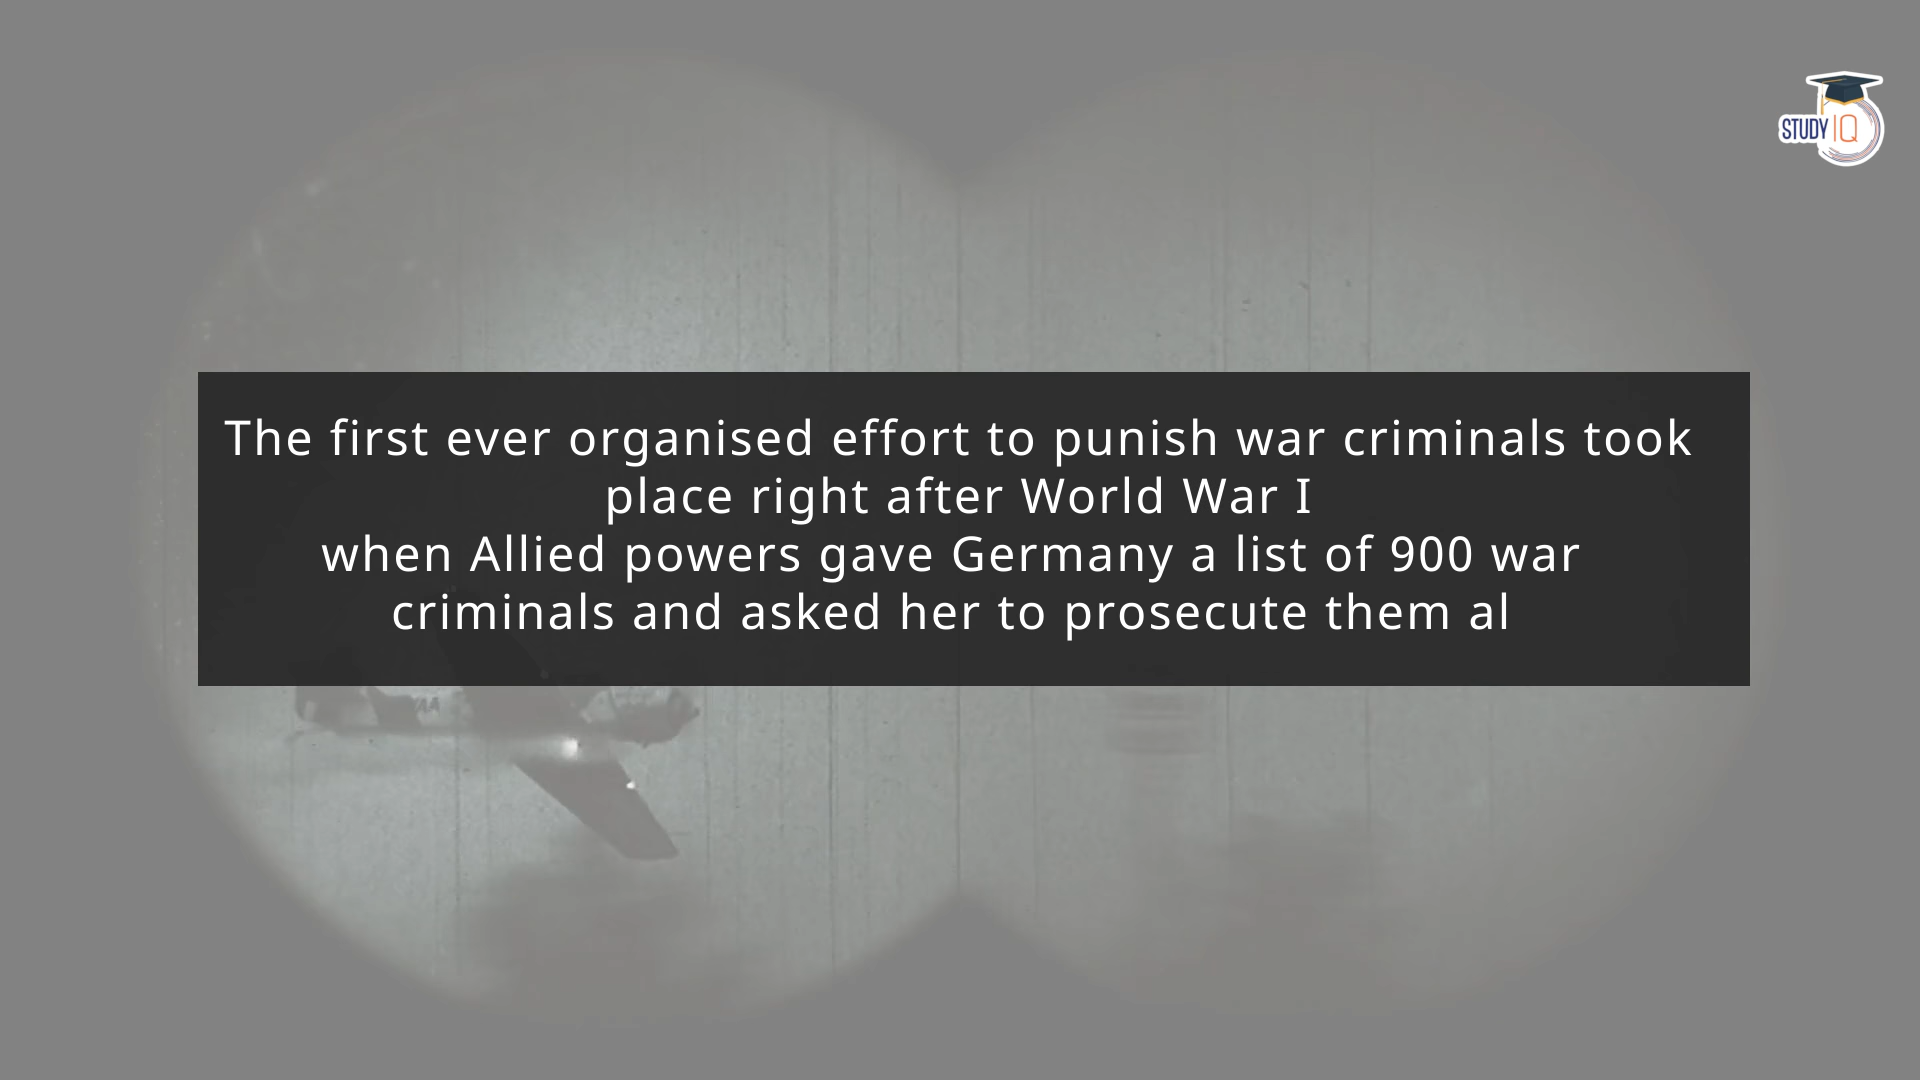 STUDY IQ
The first ever organised effort to punish war criminals took
place right after World War I
when Allied powers gave Germany a list of 900 war
criminals and asked her to prosecute them al